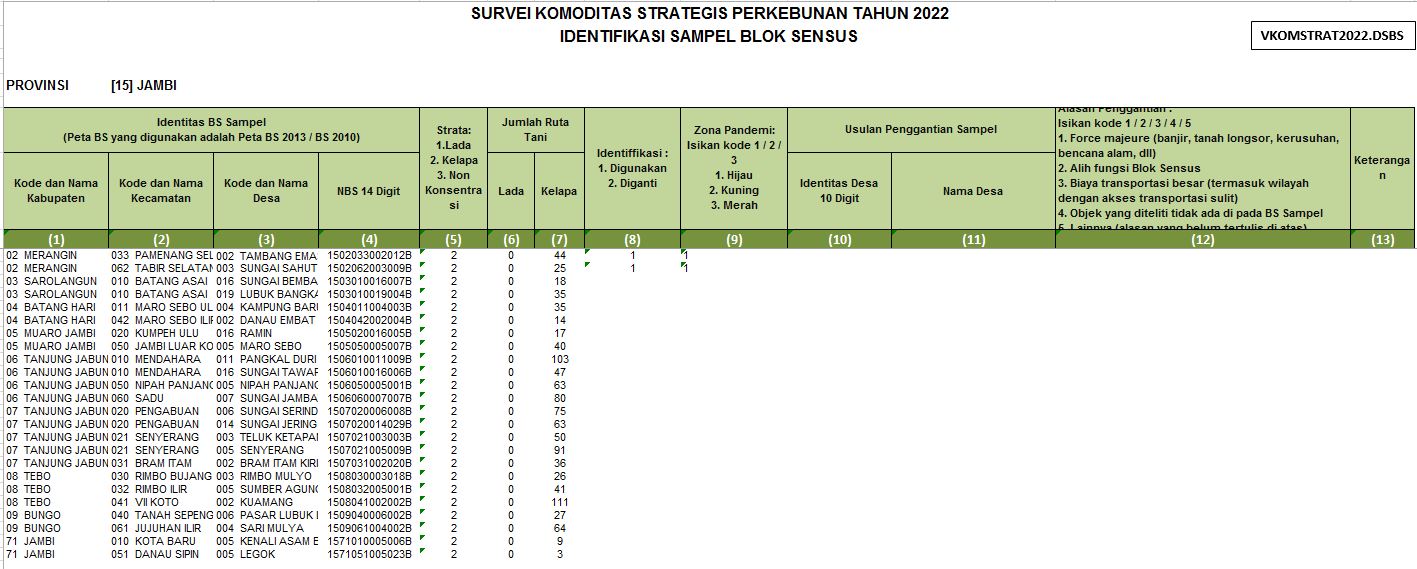 SURVEI KOMODITAS STRATEGIS PERKEBUNAN TAHUN 2022
IDENTIFIKASI SAMPEL BLOK SENSUS
VKOMSTRAT2022.DSBS
PROVINSI [15] JAMBI
Identitas BS Sampel
(Peta BS yang digunakan adalah Peta BS 2013 / BS 2010)
Kode dan Nama
Kabupaten
Kode dan Nama
Kecamatan
Kode dan Nama
Desa
NBS 14 Digit
Strata:
1.Lada
2. Kelapa
3. Non
Konsentra
si
Jumlah Ruta
Tani
Lada
Kelapa
Identiffikasi :
1. Digunakan
2. Diganti
Zona Pandemi:
Isikan kode 1 / 2 /
3
1. Hijau
2. Kuning
3. Merah
Usulan Penggantian Sampel
Identitas Desa
10 Digit
Nama Desa
Alasan Penggantian :
Isikan kode 1 / 2 / 3 / 4 / 5
1. Force majeure (banjir, tanah longsor, kerusuhan,
bencana alam, dll)
2. Alih fungsi Blok Sensus
3. Biaya transportasi besar (termasuk wilayah
dengan akses transportasi sulit)
4. Objek yang diteliti tidak ada di pada BS Sampel
5. Lainnya (alasan yang belum tertulis di atas)
Keteranga
n
(1) (2) (3) (4) (5) (6) (7) (8) (9) (10) (11) (12) (13)
02 MERANGIN 033 PAMENANG SEL 002 TAMBANG EMA 1502033002012B 2 0 44 1 1
02 MERANGIN 062 TABIR SELATAN 003 SUNGAI SAHUT 1502062003009B 2 0 25 1 1
03 SAROLANGUN 010 BATANG ASAI 016 SUNGAI BEMBA 1503010016007B 2 0 18
03 SAROLANGUN 010 BATANG ASAI 019 LUBUK BANGKA 1503010019004B 2 0 35
04 BATANG HARI 011 MARO SEBO UL 004 KAMPUNG BARU 1504011004003B 2 0 35
04 BATANG HARI 042 MARO SEBO ILIR 002 DANAU EMBAT 1504042002004B 2 0 14
05 MUARO JAMBI 020 KUMPEH ULU 016 RAMIN 1505020016005B 2 0 17
05 MUARO JAMBI 050 JAMBI LUAR KO 005 MARO SEBO 1505050005007B 2 0 40
06 TANJUNG JABUN 010 MENDAHARA 011 PANGKAL DURI 1506010011009B 2 0 103
06 TANJUNG JABUN 010 MENDAHARA 016 SUNGAI TAWAR 1506010016006B 2 0 47
06 TANJUNG JABUN 050 NIPAH PANJANG 005 NIPAH PANJANG 1506050005001B 2 0 63
06 TANJUNG JABUN 060 SADU 007 SUNGAI JAMBA 1506060007007B 2 0 80
07 TANJUNG JABUN 020 PENGABUAN 006 SUNGAI SERIND 1507020006008B 2 0 75
07 TANJUNG JABUN 020 PENGABUAN 014 SUNGAI JERING 1507020014029B 2 0 63
07 TANJUNG JABUN 021 SENYERANG 003 TELUK KETAPAI 1507021003003B 2 0 50
07 TANJUNG JABUN 021 SENYERANG 005 SENYERANG 1507021005009B 2 0 91
07 TANJUNG JABUN 031 BRAM ITAM 002 BRAM ITAM KIRI 1507031002020B 2 0 36
08 TEBO 030 RIMBO BUJANG 003 RIMBO MULYO 1508030003018B 2 0 26
08 TEBO 032 RIMBO ILIR 005 SUMBER AGUNG 1508032005001B 2 0 41
08 TEBO 041 VII KOTO 002 KUAMANG 1508041002002B 2 0 111
09 BUNGO 040 TANAH SEPENG 006 PASAR LUBUK 1509040006002B 2 0 27
09 BUNGO 061 JUJUHAN ILIR 004 SARI MULYA 1509061004002B 2 0 64
71 JAMBI 010 KOTA BARU 005 KENALI ASAM B 1571010005006B 2 0 9
71 JAMBI 051 DANAU SIPIN 005 LEGOK 1571051005023B 2 0 3